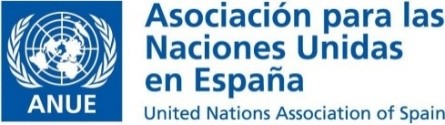 Asociación para las
Naciones Unidas
en España
United Nations Association of Spain
ANUE